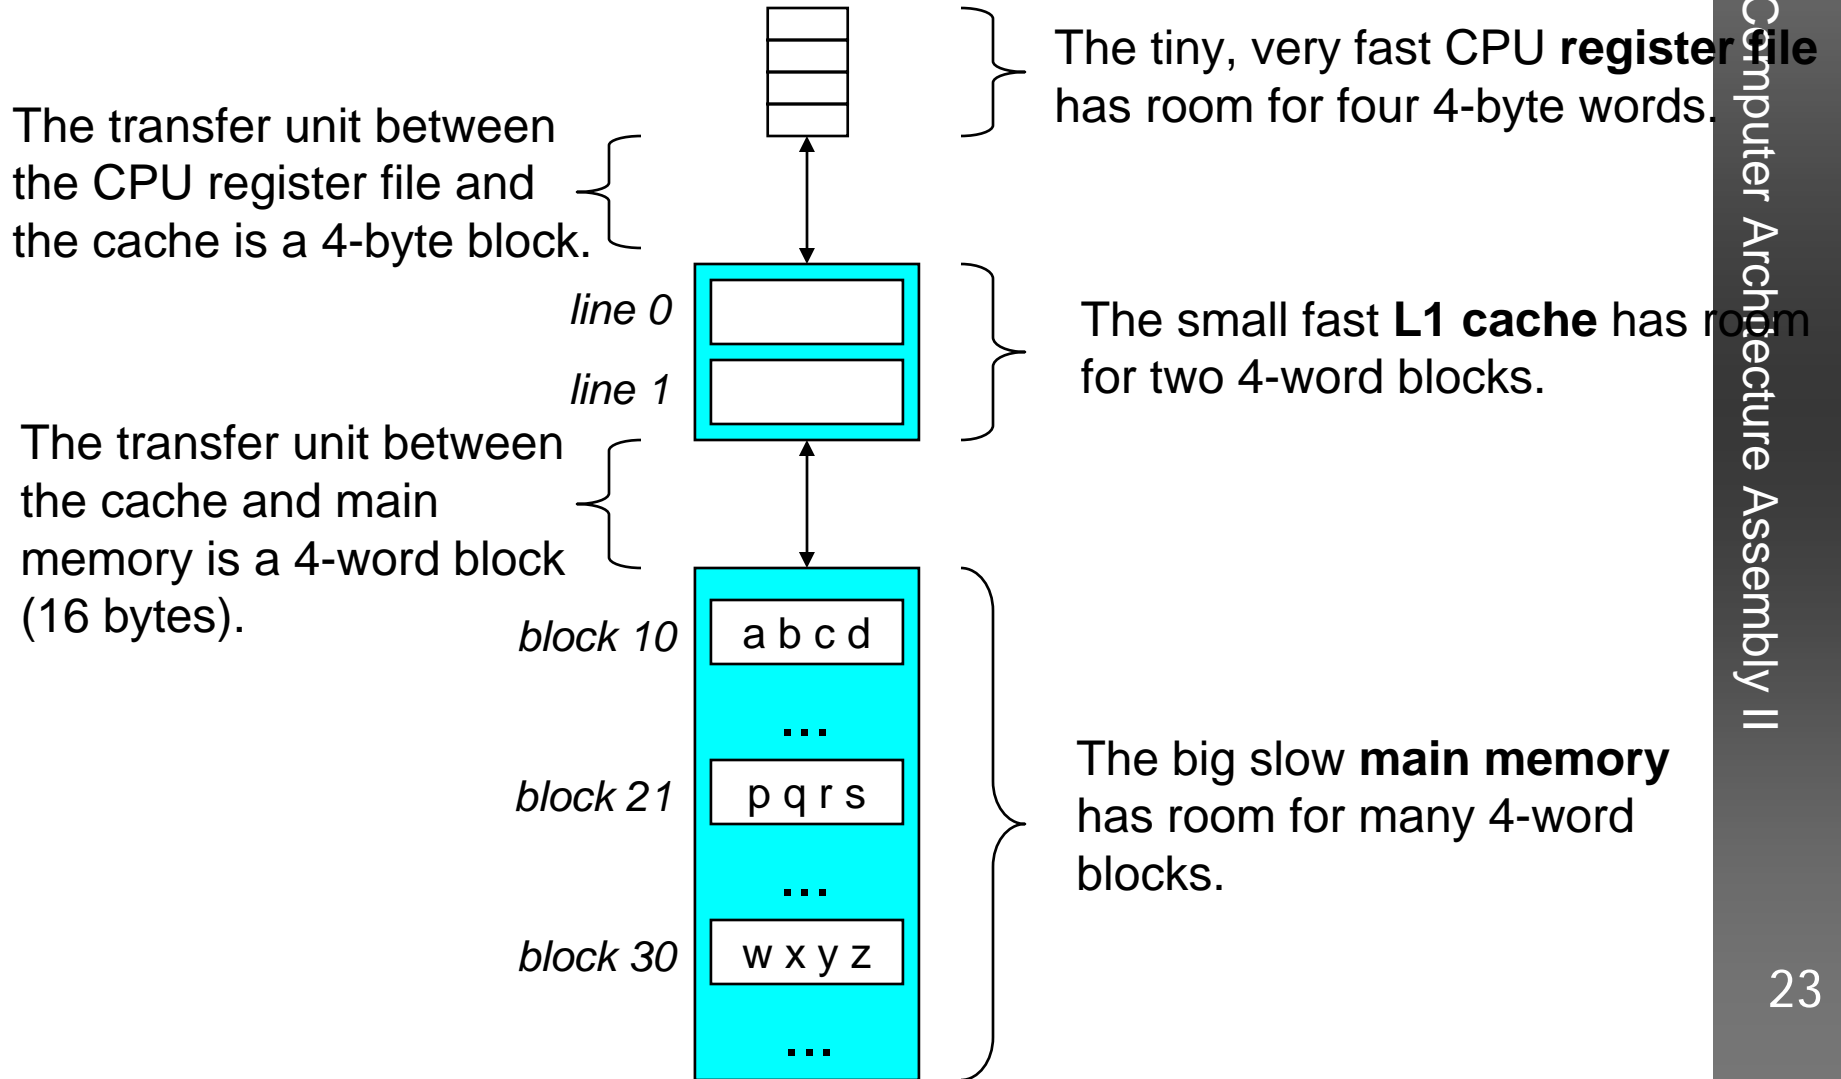 The tiny, very fast CPU register file
has room for four 4-byte words.
The transfer unit between
the CPU register file and
the cache is a 4-byte block.
line 0
line 1
The small fast L1 cache has room
for two 4-word blocks.
The transfer unit between
the cache and main
memory is a 4-word block
(16 bytes).
block 10
a b c d
...
block 21
p q r s
...
block 30
w x y z
...
The big slow main memory
has room for many 4-word
blocks.
Computer Architecture Assembly II
23